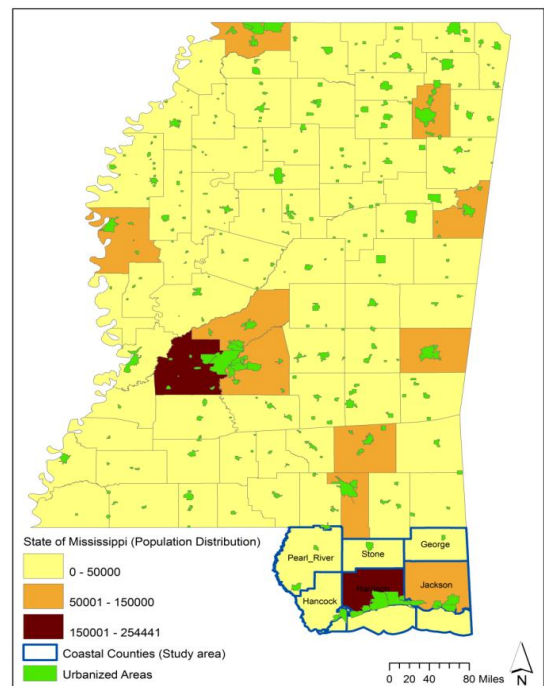 State of Mississippi (Population Distribution)
0 - 50000
50001 - 150000
150001 - 254441
Coastal Counties (Study area)
Urbanized Areas
Pearl_River
Stone
George
Hancock
Jackson
0 20 40 80 Miles
N